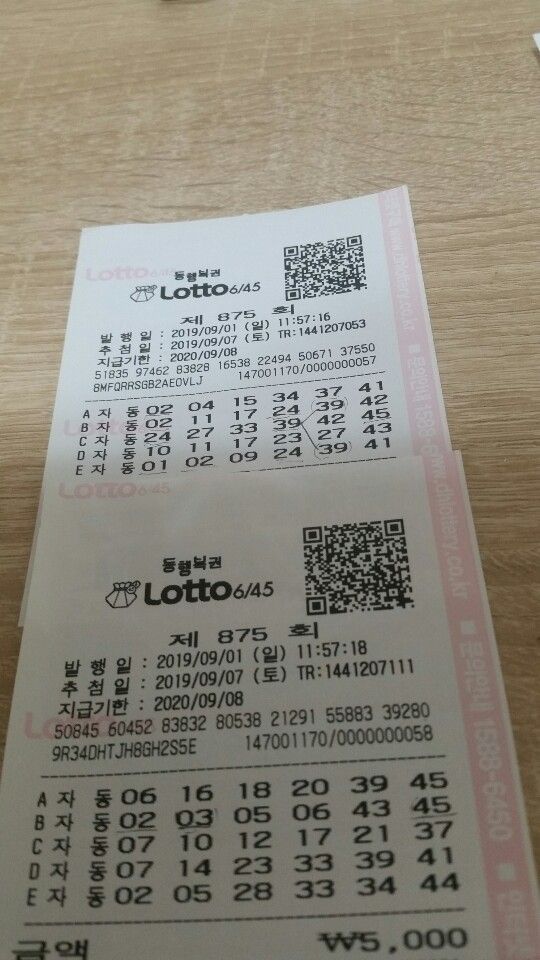 Lotto 6/45
동행복권
Lotto 6/45
제 875 회
발 행 일 : 2019/09/01 (일) 11:57:16
추 첨 일 : 2019/09/07 (토) TR:1441207053
지급기한 : 2020/09/08
51835 97462 83828 16538 22494 50671 37550
8MFQRRSGB2AEOVLJ 147001170/0000000057
A 자 동 02 04 15 34 37 41
B 자 동 02 11 17 24 39 42
C 자 동 24 27 33 39 42 45
D 자 동 10 11 17 23 27 43
E 자 동 01 02 09 24 39 41
Lotto 6/45
동행복권
Lotto 6/45
제 875 회
발 행 일 : 2019/09/01 (일) 11:57:18
추 첨 일 : 2019/09/07 (토) TR:1441207111
지급기한 : 2020/09/08
50845 60452 83832 80538 21291 55883 39280
9R34DHTJH8GH2S5E 147001170/0000000058
A 자 동 06 16 18 20 39 45
B 자 동 02 03 05 06 43 45
C 자 동 07 10 12 17 21 37
D 자 동 07 14 23 33 39 41
E 자 동 02 05 28 33 34 44
금액 ₩5,000